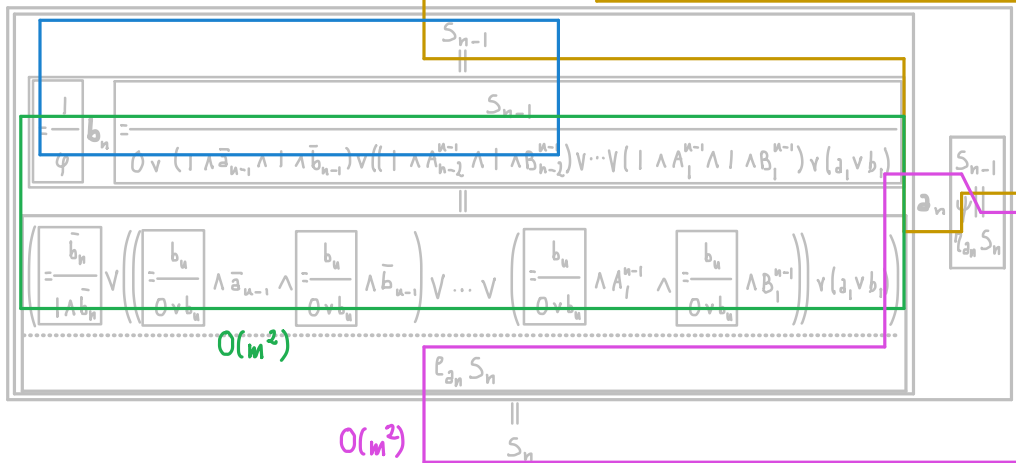 S_{n-1}
||
= 1/φ b_n = S_{n-1} / 0 ∨ (1 ∧ ā_{n-1} ∧ 1 ∧ b̄_{n-1}) ∨ ((1 ∧ A^{n-1}_{n-2} ∧ 1 ∧ B^{n-1}_{n-2}) ∨ ⋯ ∨ (1 ∧ A^{n-1}_1 ∧ 1 ∧ B^{n-1}_1) ∨ (a_1 ∨ b_1)
S_{n-1}
||
a_n ψ||
(= b̄_n / 1 ∧ b̄_n ∨ ((= b_n / 0 ∨ b_n ∧ ā_{n-1} ∧ = b_n / 0 ∨ b_n ∧ b̄_{n-1}) ∨ ⋯ ∨ (= b_n / 0 ∨ b_n ∧ A^{n-1}_1 ∧ = b_n / 0 ∨ b_n ∧ B^{n-1}_1)) ∨ (a_1 ∨ b_1))
ρ_{a_n} S_n
O(m²)
ρ_{a_n} S_n
||
O(m²)
S_n